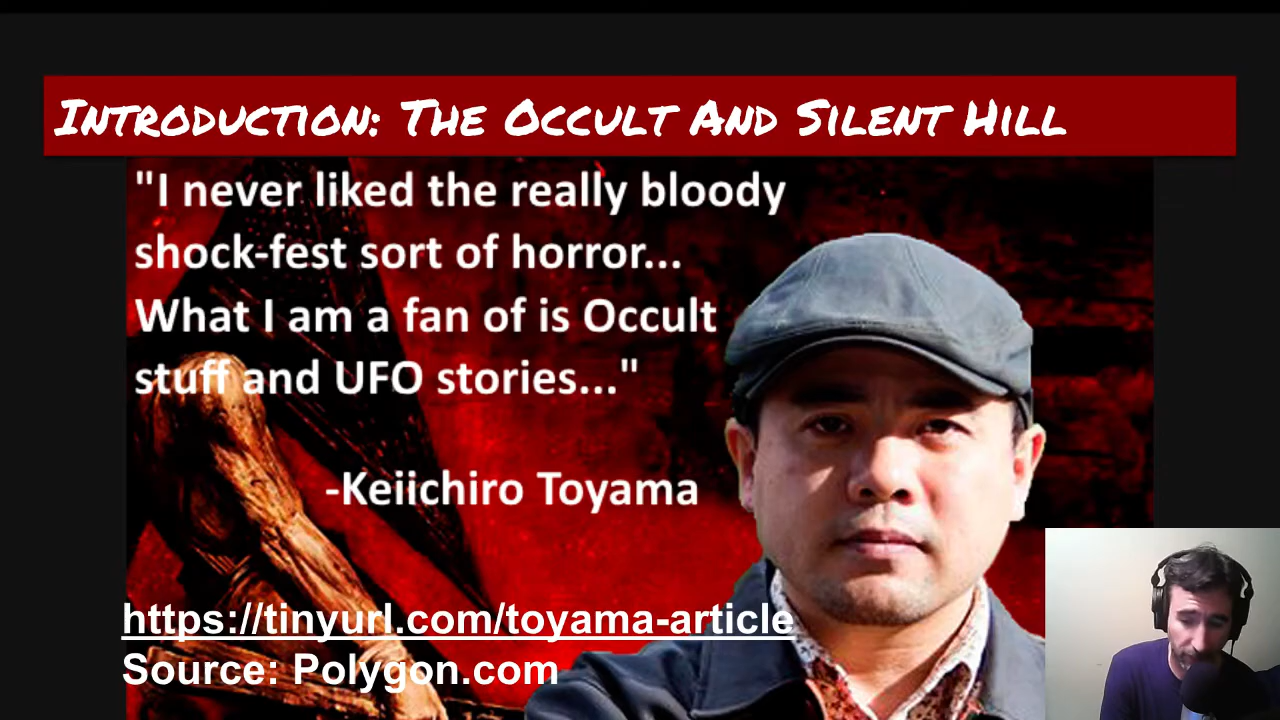 Introduction: The Occult And Silent Hill
"I never liked the really bloody
shock-fest sort of horror...
What I am a fan of is Occult
stuff and UFO stories..."
-Keiichiro Toyama
https://tinyurl.com/toyama-article
Source: Polygon.com